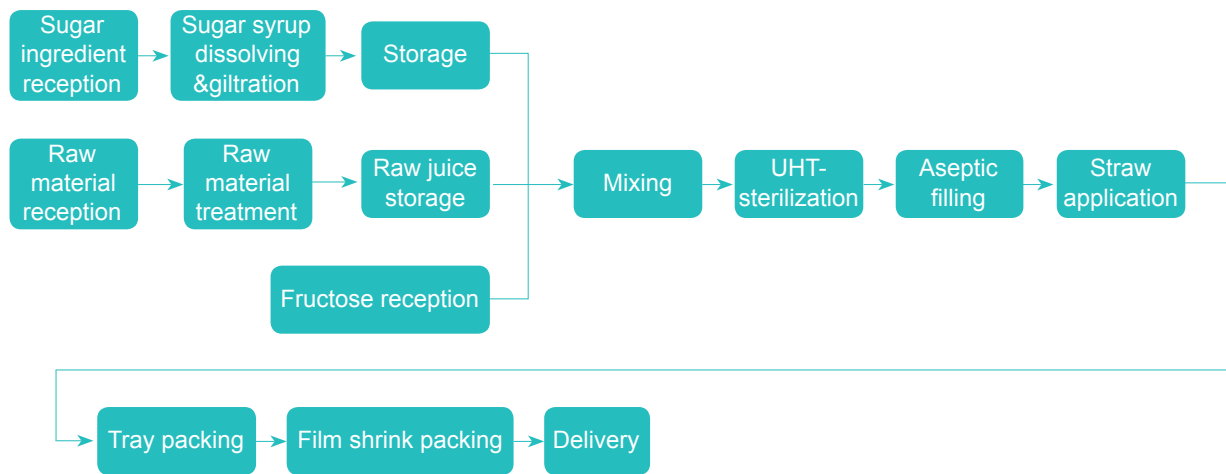 Sugar
ingredient
reception
Sugar syrup
dissolving
&giltration
Storage
Raw
material
reception
Raw
material
treatment
Raw juice
storage
Mixing
UHT-
sterilization
Aseptic
filling
Straw
application
Fructose reception
Tray packing
Film shrink packing
Delivery